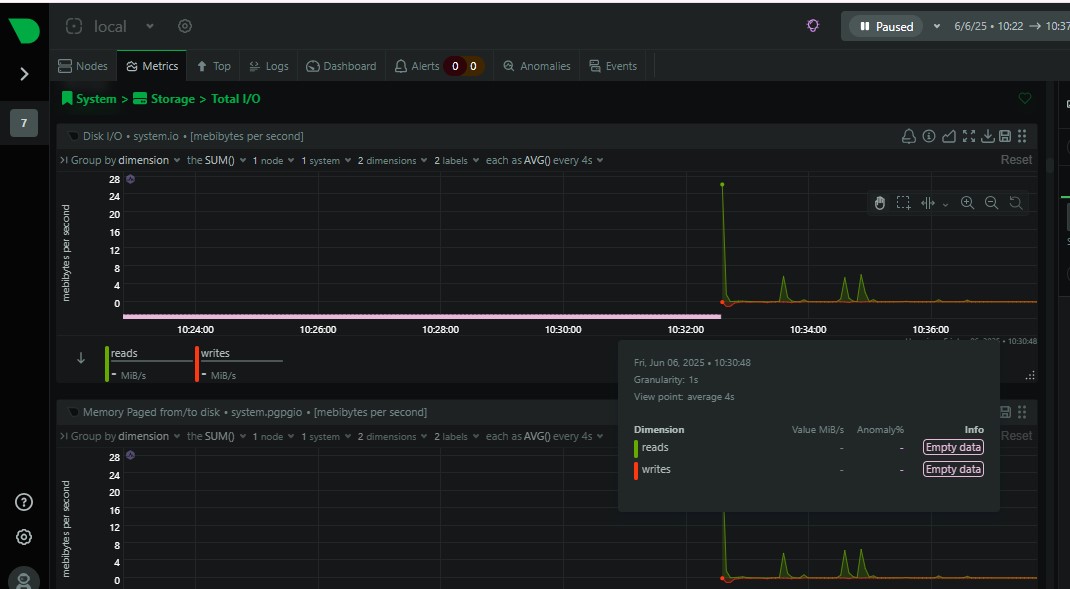 local
Paused 6/6/25 • 10:22 → 10:37
Nodes Metrics Top Logs Dashboard Alerts 0 0 Anomalies Events
System > Storage > Total I/O
7
Disk I/O • system.io • [mebibytes per second]
Group by dimension the SUM() 1 node 1 system 2 dimensions 2 labels each as AVG() every 4s Reset
mebibytes per second
28
24
20
16
12
8
4
0
10:24:00 10:26:00 10:28:00 10:30:00 10:32:00 10:34:00 10:36:00
• 10:30:48
reads writes
- MiB/s - MiB/s
Fri, Jun 06, 2025 • 10:30:48
Granularity: 1s
View point: average 4s
Dimension Value MiB/s Anomaly% Info
reads - - Empty data
writes - - Empty data
Memory Paged from/to disk • system.pgpgio • [mebibytes per second]
Group by dimension the SUM() 1 node 1 system 2 dimensions 2 labels each as AVG() every 4s Reset
mebibytes per second
28
24
20
16
12
8
4
0